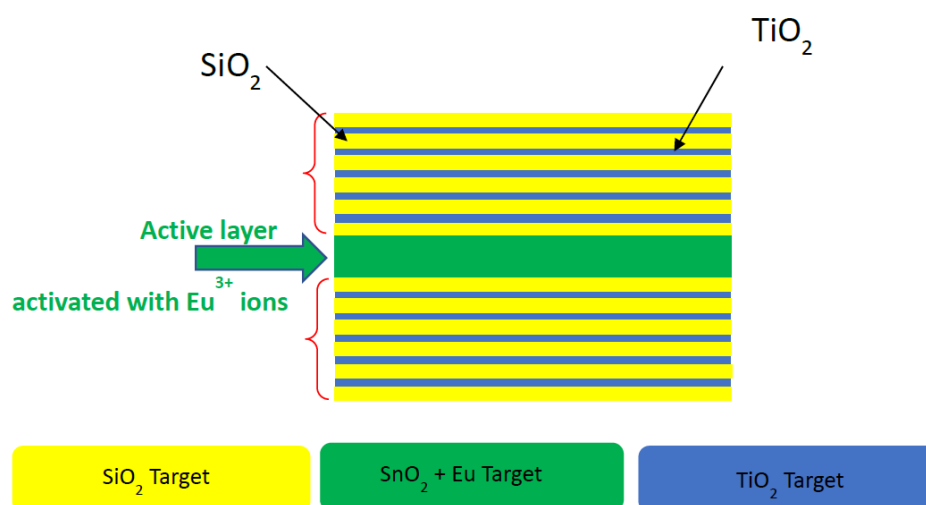 TiO₂
SiO₂
Active layer
activated with Eu³⁺ ions
SiO₂ Target
SnO₂ + Eu Target
TiO₂ Target